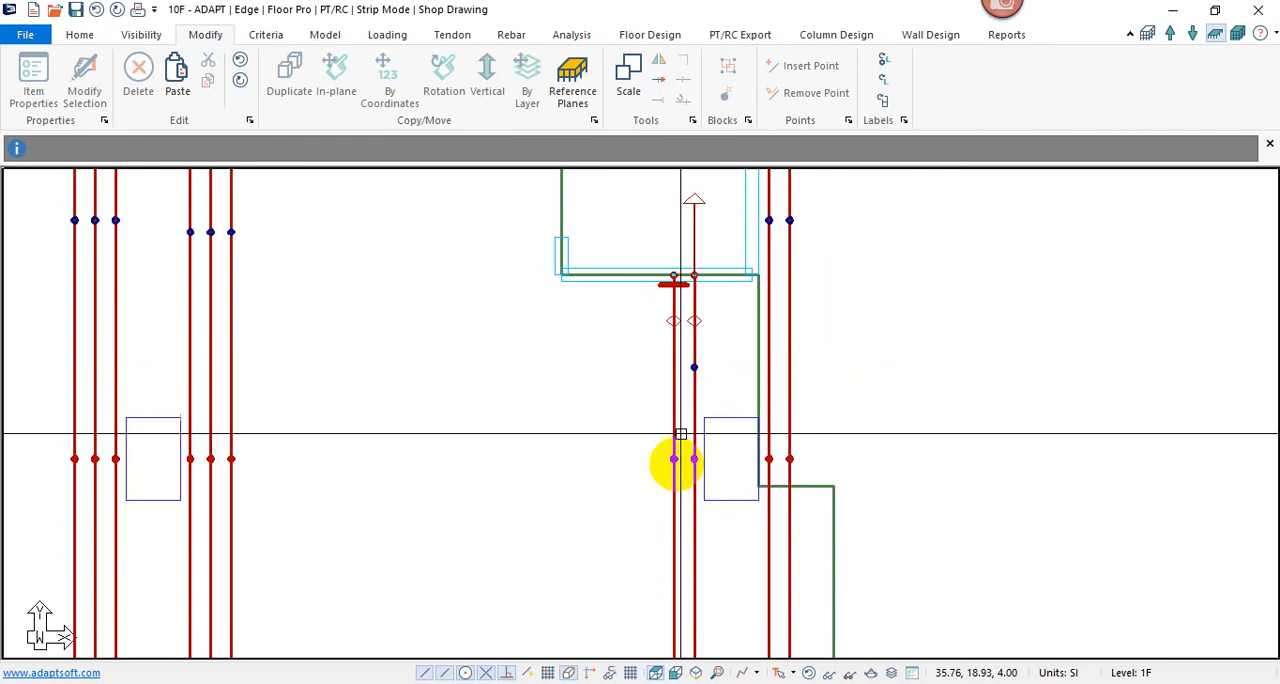 10F - ADAPT | Edge | Floor Pro | PT/RC | Strip Mode | Shop Drawing
File Home Visibility Modify Criteria Model Loading Tendon Rebar Analysis Floor Design PT/RC Export Column Design Wall Design Reports
Item Properties
Modify Selection
Properties
Delete
Paste
Edit
Duplicate
In-plane
123
By Coordinates
Rotation
Vertical
By Layer
Reference Planes
Copy/Move
Scale
Tools
Blocks
Insert Point
Remove Point
Points
Labels
Y
W X
www.adaptsoft.com
35.76, 18.93, 4.00 Units: SI Level: 1F